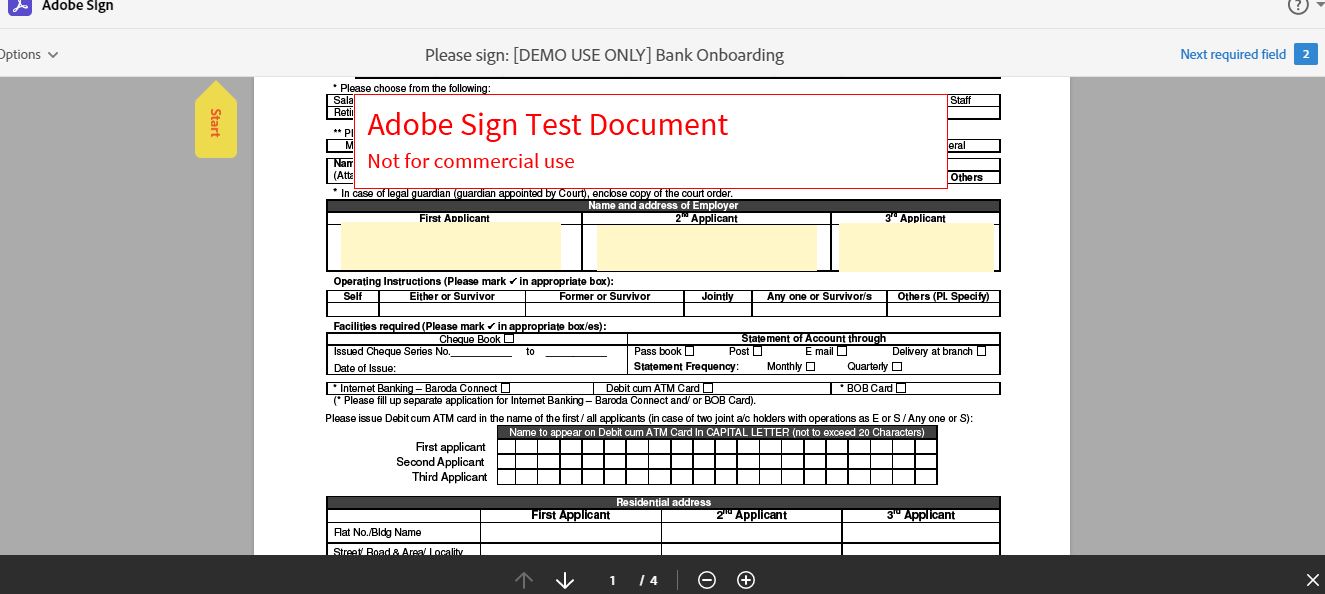 Adobe Sign
Options
Please sign: [DEMO USE ONLY] Bank Onboarding
Next required field 2
Start
* Please choose from the following:
Sala Staff
Reti
Adobe Sign Test Document
Not for commercial use
** Pl
M eral
Nam
(Atta Others
* In case of legal guardian (guardian appointed by Court), enclose copy of the court order.
Name and address of Employer
First Applicant 2nd Applicant 3rd Applicant
Operating Instructions (Please mark ✓ in appropriate box):
Self Either or Survivor Former or Survivor Jointly Any one or Survivor/s Others (Pl. Specify)
Facilities required (Please mark ✓ in appropriate box/es):
Cheque Book ☐ Statement of Account through
Issued Cheque Series No.__________ to __________ Pass book ☐ Post ☐ E mail ☐ Delivery at branch ☐
Date of Issue: Statement Frequency: Monthly ☐ Quarterly ☐
* Internet Banking – Baroda Connect ☐ Debit cum ATM Card ☐ * BOB Card ☐
(* Please fill up separate application for Internet Banking – Baroda Connect and/ or BOB Card).
Please issue Debit cum ATM card in the name of the first / all applicants (in case of two joint a/c holders with operations as E or S / Any one or S):
Name to appear on Debit cum ATM Card In CAPITAL LETTER (not to exceed 20 Characters)
First applicant
Second Applicant
Third Applicant
Residential address
First Applicant 2nd Applicant 3rd Applicant
Flat No./Bldg Name
Street/ Road & Area/ Locality
1 / 4